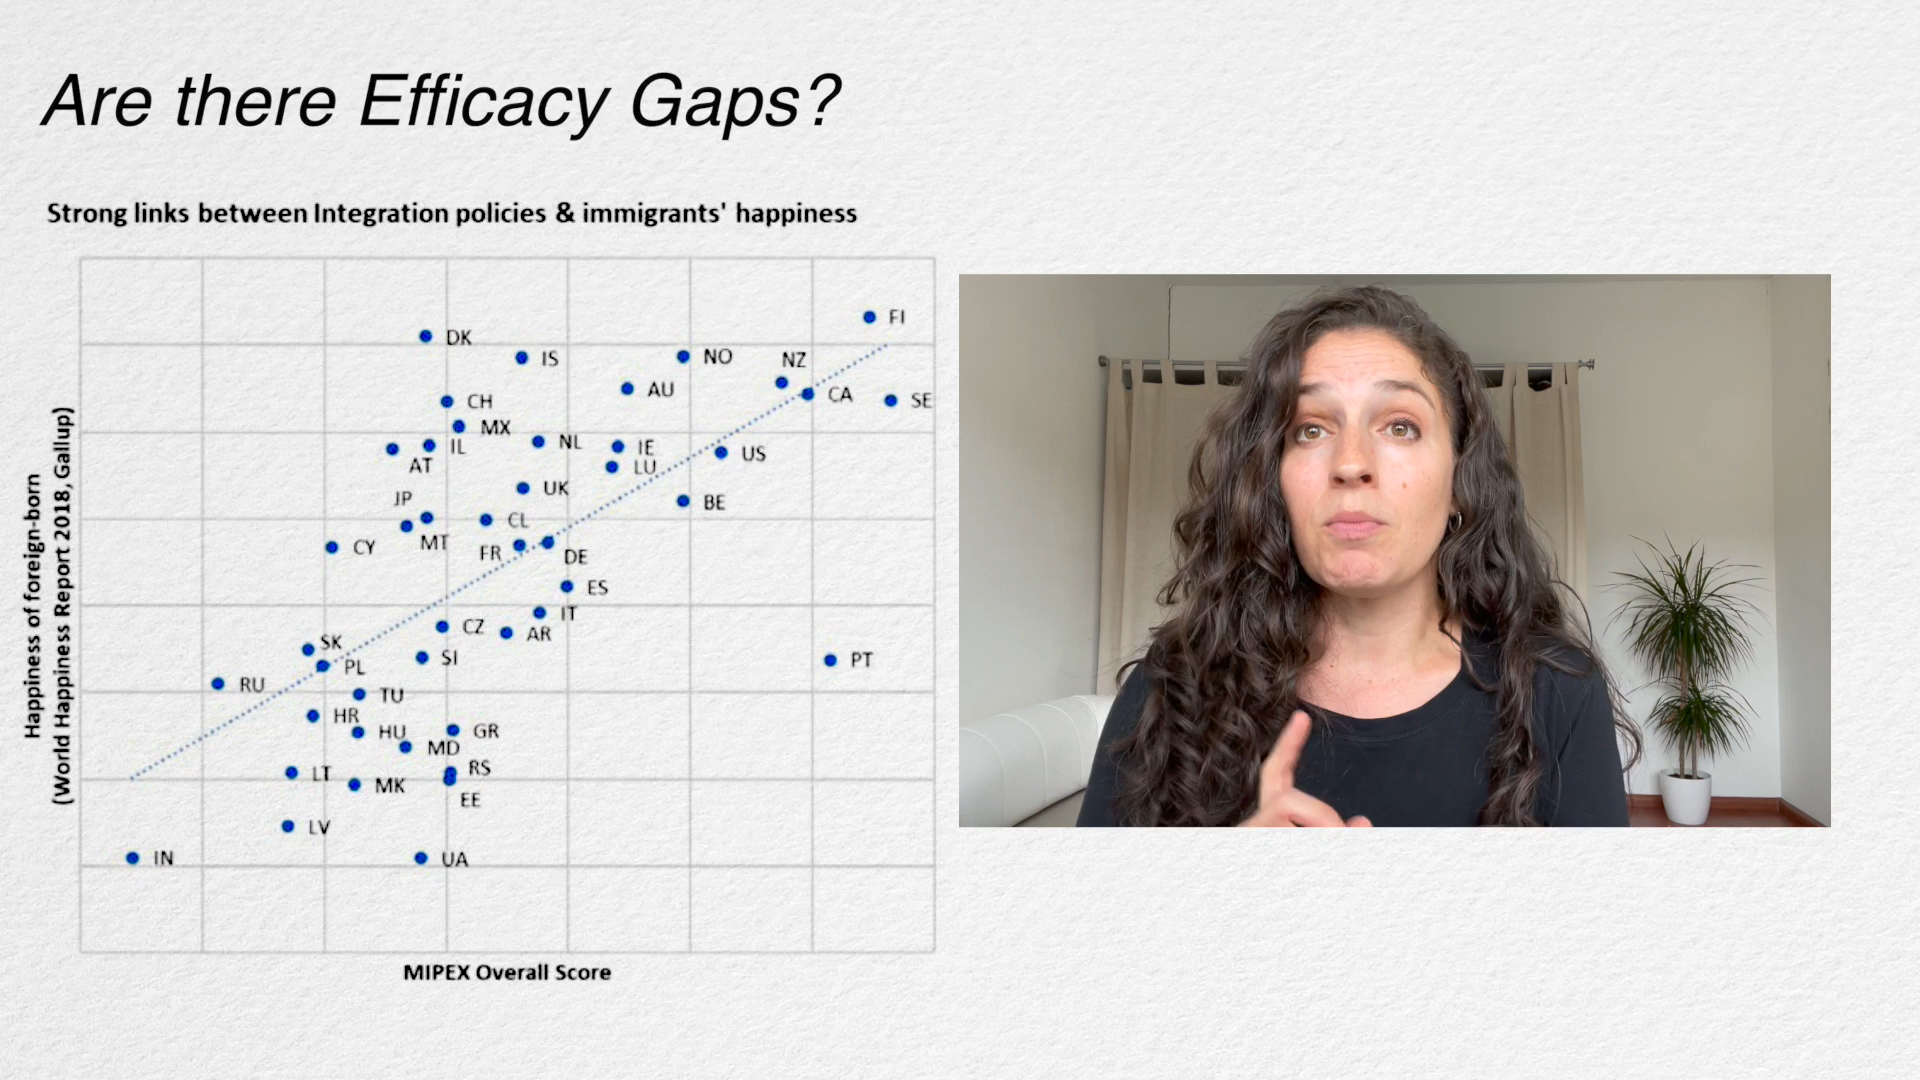 Are there Efficacy Gaps?
Strong links between Integration policies & immigrants' happiness
Happiness of foreign-born
(World Happiness Report 2018, Gallup)
FI
DK
IS
NO
NZ
AU
CA
SE
CH
MX
IL
NL
IE
US
AT
LU
JP
UK
BE
CL
MT
CY
FR
DE
ES
IT
CZ
AR
SK
SI
PL
PT
RU
TU
HR
HU
GR
MD
LT
RS
MK
EE
LV
IN
UA
MIPEX Overall Score